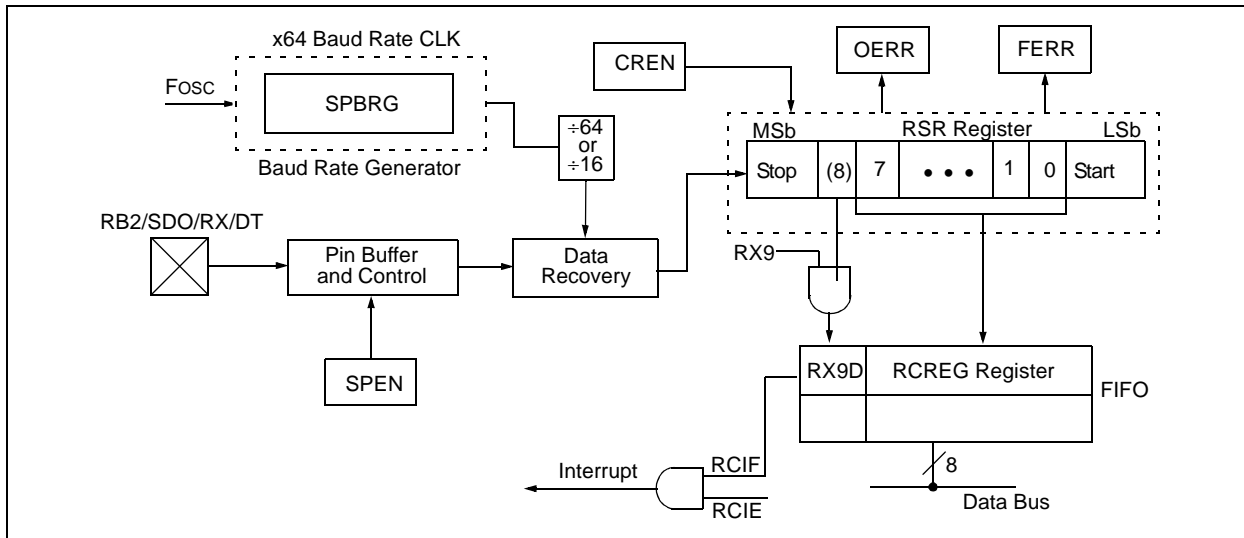 x64 Baud Rate CLK
FOSC
SPBRG
Baud Rate Generator
÷64
or
÷16
CREN
OERR
FERR
MSb
RSR Register
LSb
Stop
(8)
7
• • •
1
0
Start
RB2/SDO/RX/DT
Pin Buffer
and Control
Data
Recovery
RX9
SPEN
RX9D
RCREG Register
FIFO
Interrupt
RCIF
RCIE
8
Data Bus